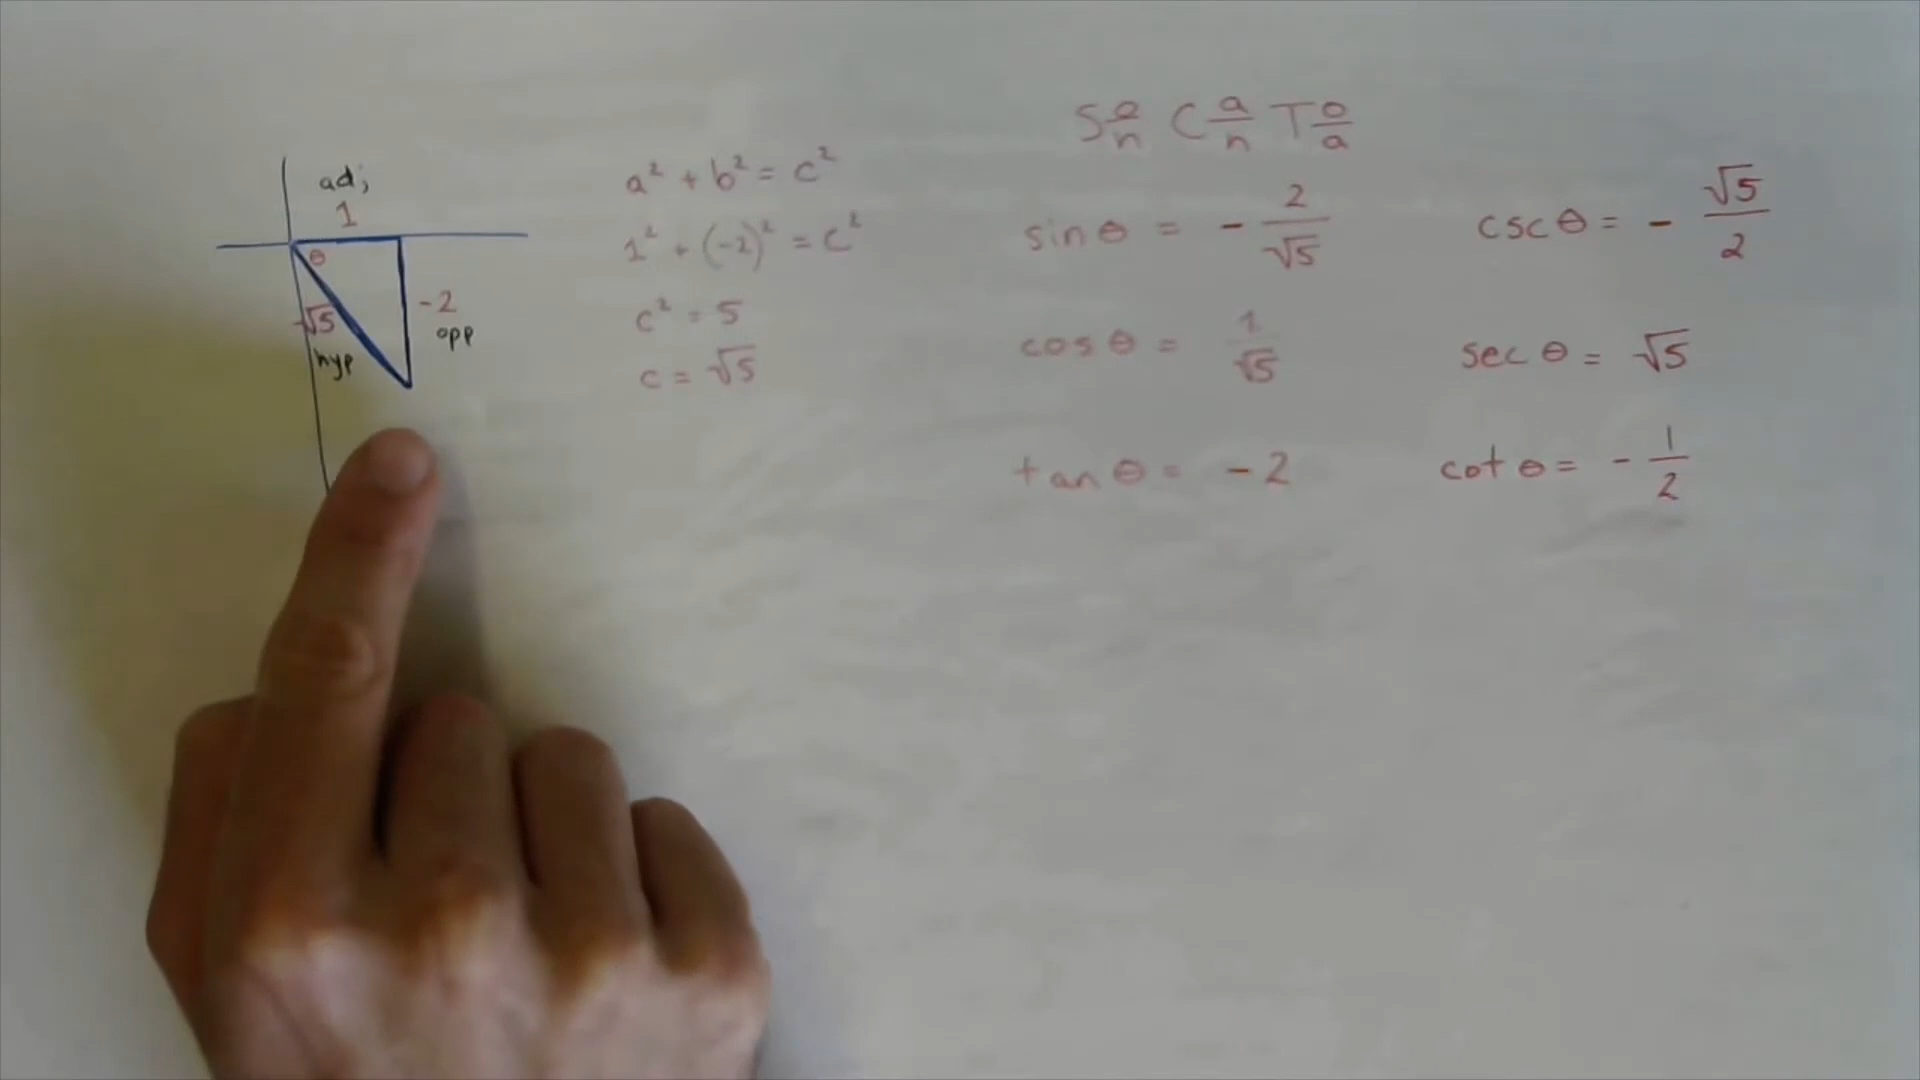 adj
1
θ
√5
hyp
-2
opp
a² + b² = c²
1² + (-2)² = c²
c² = 5
c = √5
S o/h C a/h T o/a
sin θ = - 2/√5
csc θ = - √5/2
cos θ = 1/√5
sec θ = √5
tan θ = -2
cot θ = - 1/2